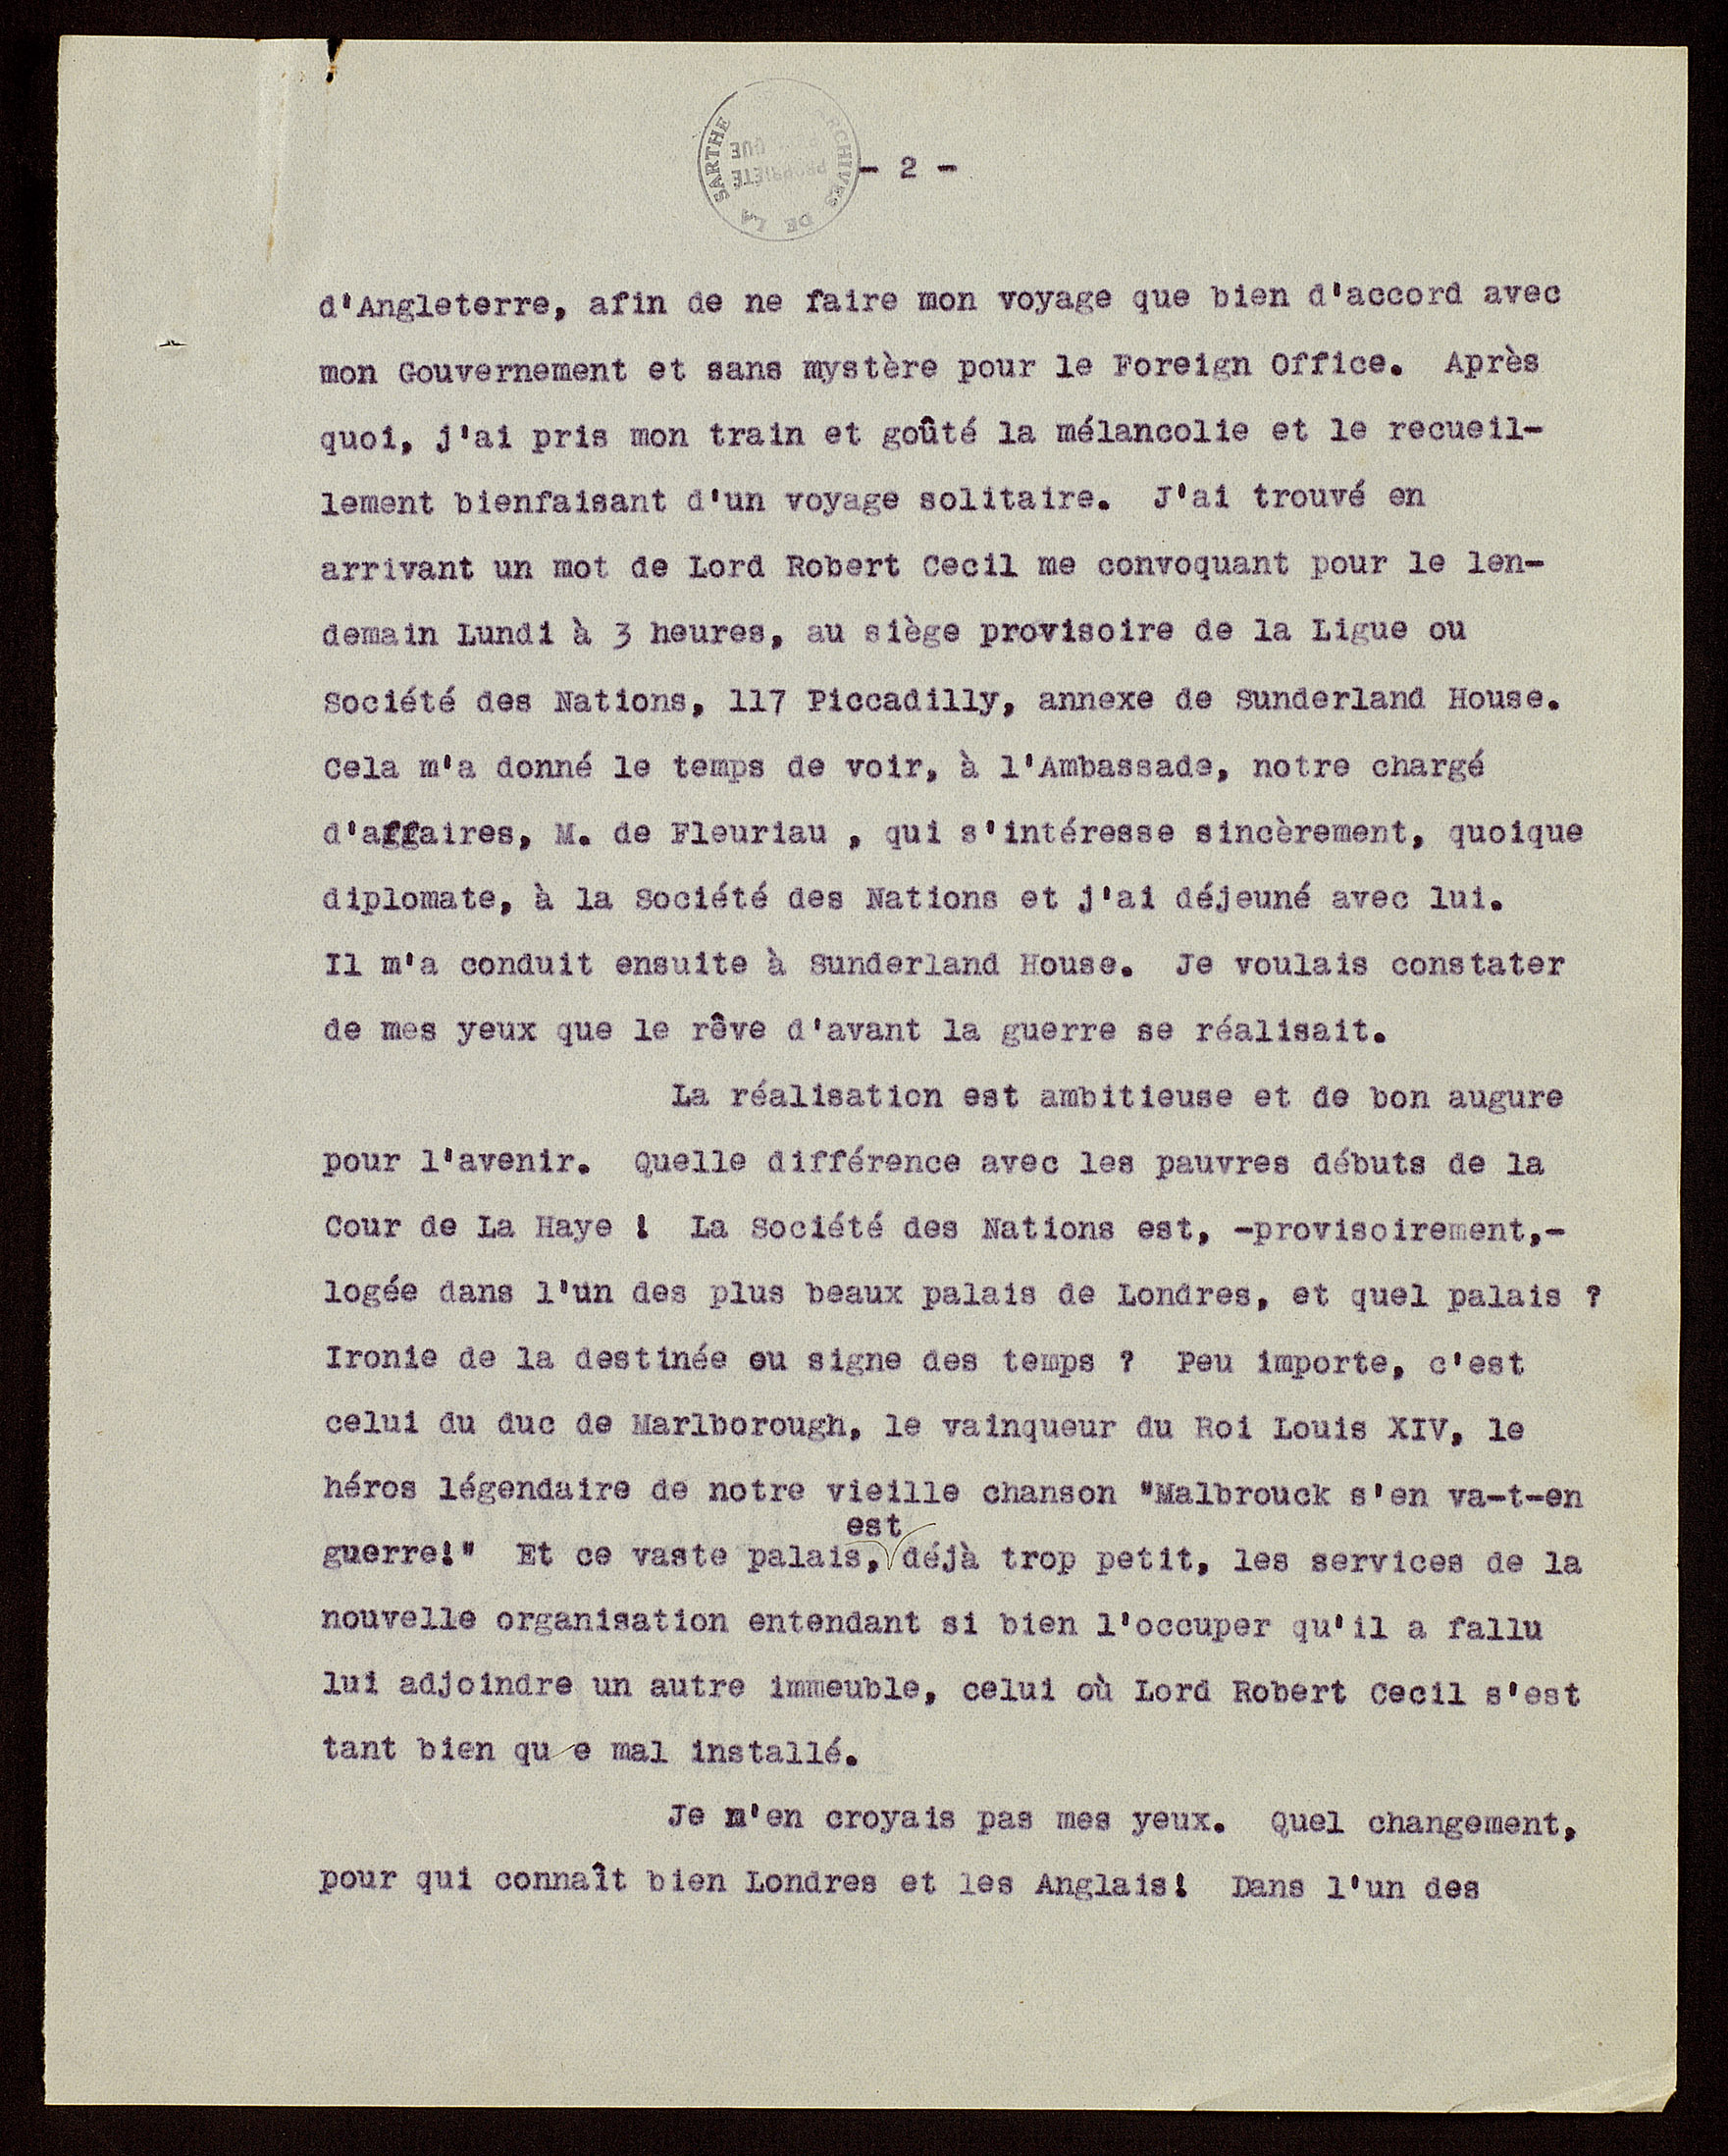 ARCHIVES DE LA SARTHE
PROPRIÉTÉ
- 2 -
d'Angleterre, afin de ne faire mon voyage que bien d'accord avec
mon Gouvernement et sans mystère pour le Foreign Office. Après
quoi, j'ai pris mon train et goûté la mélancolie et le recueil-
lement bienfaisant d'un voyage solitaire. J'ai trouvé en
arrivant un mot de Lord Robert Cecil me convoquant pour le len-
demain Lundi à 3 heures, au siège provisoire de la Ligue ou
Société des Nations, 117 Piccadilly, annexe de Sunderland House.
Cela m'a donné le temps de voir, à l'Ambassade, notre chargé
d'affaires, M. de Fleuriau , qui s'intéresse sincèrement, quoique
diplomate, à la Société des Nations et j'ai déjeuné avec lui.
Il m'a conduit ensuite à Sunderland House. Je voulais constater
de mes yeux que le rêve d'avant la guerre se réalisait.
La réalisation est ambitieuse et de bon augure
pour l'avenir. Quelle différence avec les pauvres débuts de la
Cour de La Haye ! La Société des Nations est, -provisoirement,-
logée dans l'un des plus beaux palais de Londres, et quel palais ?
Ironie de la destinée ou signe des temps ? Peu importe, c'est
celui du duc de Marlborough, le vainqueur du Roi Louis XIV, le
héros légendaire de notre vieille chanson "Malbrouck s'en va-t-en
est
guerre!" Et ce vaste palais, déjà trop petit, les services de la
nouvelle organisation entendant si bien l'occuper qu'il a fallu
lui adjoindre un autre immeuble, celui où Lord Robert Cecil s'est
tant bien qu e mal installé.
Je n'en croyais pas mes yeux. Quel changement,
pour qui connaît bien Londres et les Anglais! Dans l'un des